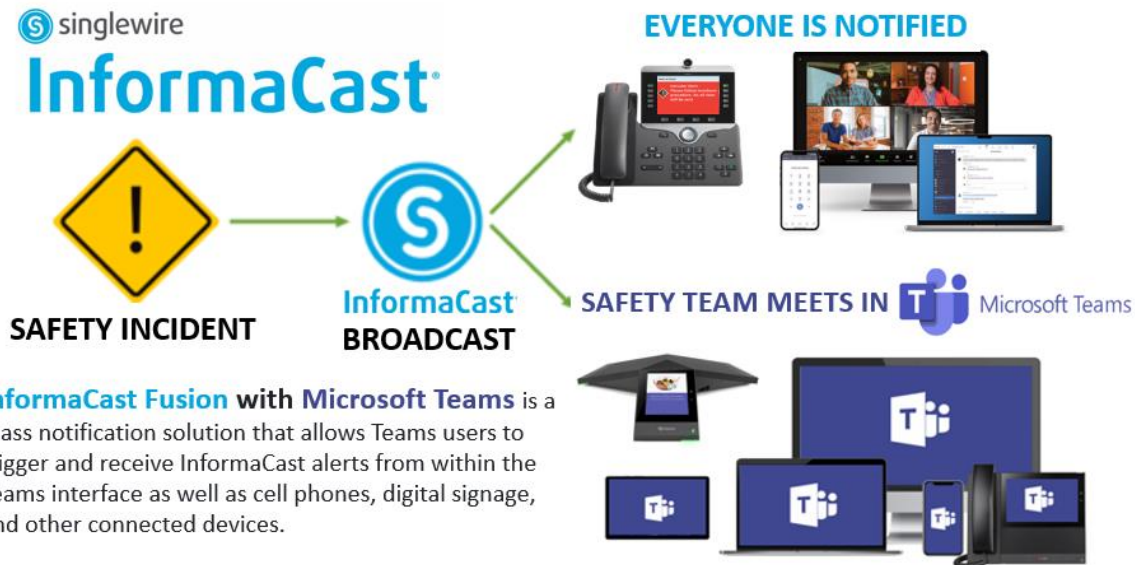 singlewire
InformaCast
EVERYONE IS NOTIFIED
SAFETY INCIDENT
InformaCast
BROADCAST
SAFETY TEAM MEETS IN Microsoft Teams
nformaCast Fusion with Microsoft Teams is a
ass notification solution that allows Teams users to
igger and receive InformaCast alerts from within the
eams interface as well as cell phones, digital signage,
nd other connected devices.